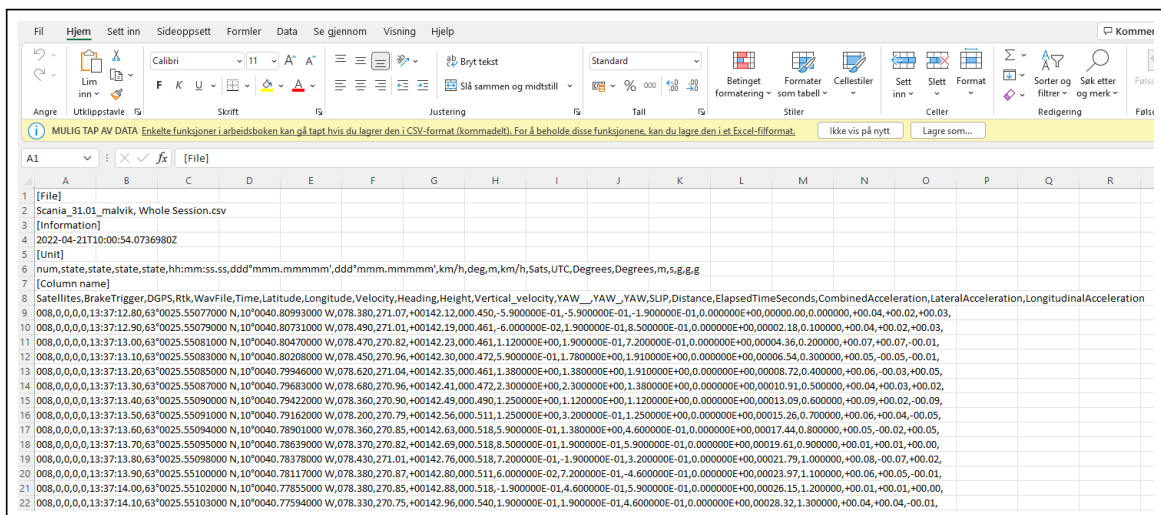 Fil Hjem Sett inn Sideoppsett Formler Data Se gjennom Visning Hjelp Kommer
Calibri 11 A^ A˅ ab Bryt tekst Standard
Lim inn F K U A Slå sammen og midtstill % 000 Betinget formatering Formater som tabell Cellestiler Sett inn Slett Format Sorter og filtrer Søk etter og merk Følsc
Angre Utklippstavle Skrift Justering Tall Stiler Celler Redigering Følsc
MULIG TAP AV DATA Enkelte funksjoner i arbeidsboken kan gå tapt hvis du lagrer den i CSV-format (kommadelt). For å beholde disse funksjonene, kan du lagre den i et Excel-filformat. Ikke vis på nytt Lagre som...
A1 fx [File]
A B C D E F G H I J K L M N O P Q R
1 [File]
2 Scania_31.01_malvik, Whole Session.csv
3 [Information]
4 2022-04-21T10:00:54.0736980Z
5 [Unit]
6 num,state,state,state,state,hh:mm:ss.ss,ddd°mmm.mmmmm',ddd°mmm.mmmmm',km/h,deg,m,km/h,Sats,UTC,Degrees,Degrees,m,s,g,g,g
7 [Column name]
8 Satellites,BrakeTrigger,DGPS,Rtk,WavFile,Time,Latitude,Longitude,Velocity,Heading,Height,Vertical_velocity,YAW__,YAW_,YAW,SLIP,Distance,ElapsedTimeSeconds,CombinedAcceleration,LateralAcceleration,LongitudinalAcceleration
9 008,0,0,0,0,13:37:12.80,63°0025.55077000 N,10°0040.80993000 W,078.380,271.07,+00142.12,000.450,-5.900000E-01,-5.900000E-01,-1.900000E-01,0.000000E+00,00000.00,0.000000,+00.04,+00.02,+00.03,
10 008,0,0,0,0,13:37:12.90,63°0025.55079000 N,10°0040.80731000 W,078.490,271.08,+00142.19,000.461,-6.000000E-02,1.900000E-01,8.500000E-01,0.000000E+00,00002.18,0.100000,+00.04,+00.02,+00.03,
11 008,0,0,0,0,13:37:13.00,63°0025.55081000 N,10°0040.80470000 W,078.470,270.82,+00142.23,000.461,1.120000E+00,1.900000E-01,7.200000E-01,0.000000E+00,00004.36,0.200000,+00.07,+00.07,-00.01,
12 008,0,0,0,0,13:37:13.10,63°0025.55083000 N,10°0040.80208000 W,078.450,270.96,+00142.30,000.472,5.900000E-01,1.780000E+00,1.910000E+00,0.000000E+00,00006.54,0.300000,+00.05,-00.05,-00.01,
13 008,0,0,0,0,13:37:13.20,63°0025.55085000 N,10°0040.79946000 W,078.620,271.04,+00142.35,000.461,1.380000E+00,1.380000E+00,1.910000E+00,0.000000E+00,00008.72,0.400000,+00.06,-00.03,+00.05,
14 008,0,0,0,0,13:37:13.30,63°0025.55087000 N,10°0040.79683000 W,078.680,270.96,+00142.41,000.472,2.300000E+00,2.300000E+00,1.380000E+00,0.000000E+00,00010.91,0.500000,+00.04,+00.03,+00.02,
15 008,0,0,0,0,13:37:13.40,63°0025.55090000 N,10°0040.79422000 W,078.360,270.90,+00142.49,000.490,1.250000E+00,1.120000E+00,1.120000E+00,0.000000E+00,00013.09,0.600000,+00.09,+00.02,-00.09,
16 008,0,0,0,0,13:37:13.50,63°0025.55091000 N,10°0040.79162000 W,078.200,270.79,+00142.56,000.511,1.250000E+00,3.200000E-01,1.250000E+00,0.000000E+00,00015.26,0.700000,+00.06,+00.04,-00.05,
17 008,0,0,0,0,13:37:13.60,63°0025.55094000 N,10°0040.78901000 W,078.360,270.85,+00142.63,000.518,5.900000E-01,1.380000E+00,4.600000E-01,0.000000E+00,00017.44,0.800000,+00.05,-00.02,+00.05,
18 008,0,0,0,0,13:37:13.70,63°0025.55095000 N,10°0040.78639000 W,078.370,270.82,+00142.69,000.518,8.500000E-01,1.900000E-01,5.900000E-01,0.000000E+00,00019.61,0.900000,+00.01,+00.01,+00.00,
19 008,0,0,0,0,13:37:13.80,63°0025.55098000 N,10°0040.78378000 W,078.430,271.01,+00142.76,000.518,7.200000E-01,-1.900000E-01,3.200000E-01,0.000000E+00,00021.79,1.000000,+00.08,-00.07,+00.02,
20 008,0,0,0,0,13:37:13.90,63°0025.55100000 N,10°0040.78117000 W,078.380,270.87,+00142.80,000.511,6.000000E-02,7.200000E-01,-4.600000E-01,0.000000E+00,00023.97,1.100000,+00.06,+00.05,-00.01,
21 008,0,0,0,0,13:37:14.00,63°0025.55102000 N,10°0040.77855000 W,078.380,270.85,+00142.88,000.518,-1.900000E-01,4.600000E-01,5.900000E-01,0.000000E+00,00026.15,1.200000,+00.01,+00.01,+00.00,
22 008,0,0,0,0,13:37:14.10,63°0025.55103000 N,10°0040.77594000 W,078.330,270.75,+00142.96,000.540,1.900000E-01,1.900000E-01,4.600000E-01,0.000000E+00,00028.32,1.300000,+00.04,+00.04,-00.01,